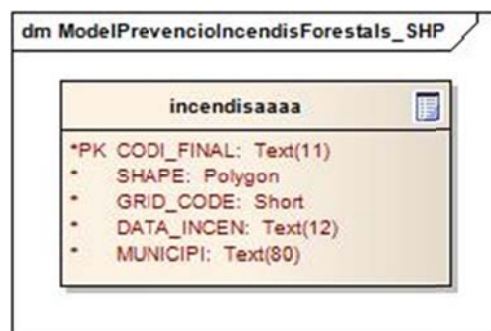 dm ModelPrevencioIncendisForestals_SHP
incendisaaaa
*PK CODI_FINAL: Text(11)
* SHAPE: Polygon
* GRID_CODE: Short
* DATA_INCEN: Text(12)
* MUNICIPI: Text(80)